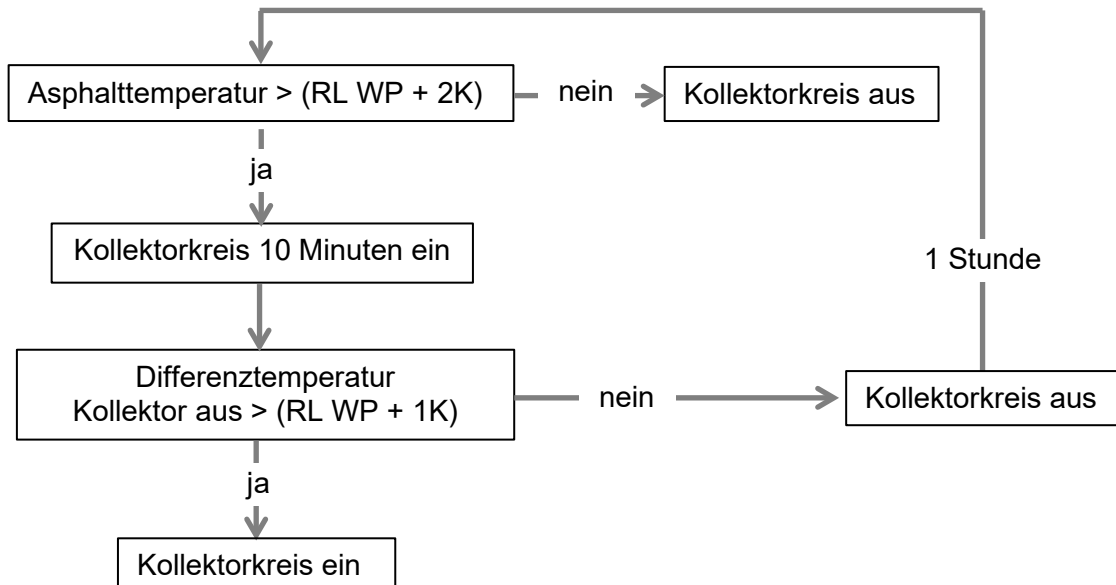 Asphalttemperatur > (RL WP + 2K)
nein
Kollektorkreis aus
ja
Kollektorkreis 10 Minuten ein
1 Stunde
Differenztemperatur
Kollektor aus > (RL WP + 1K)
nein
Kollektorkreis aus
ja
Kollektorkreis ein